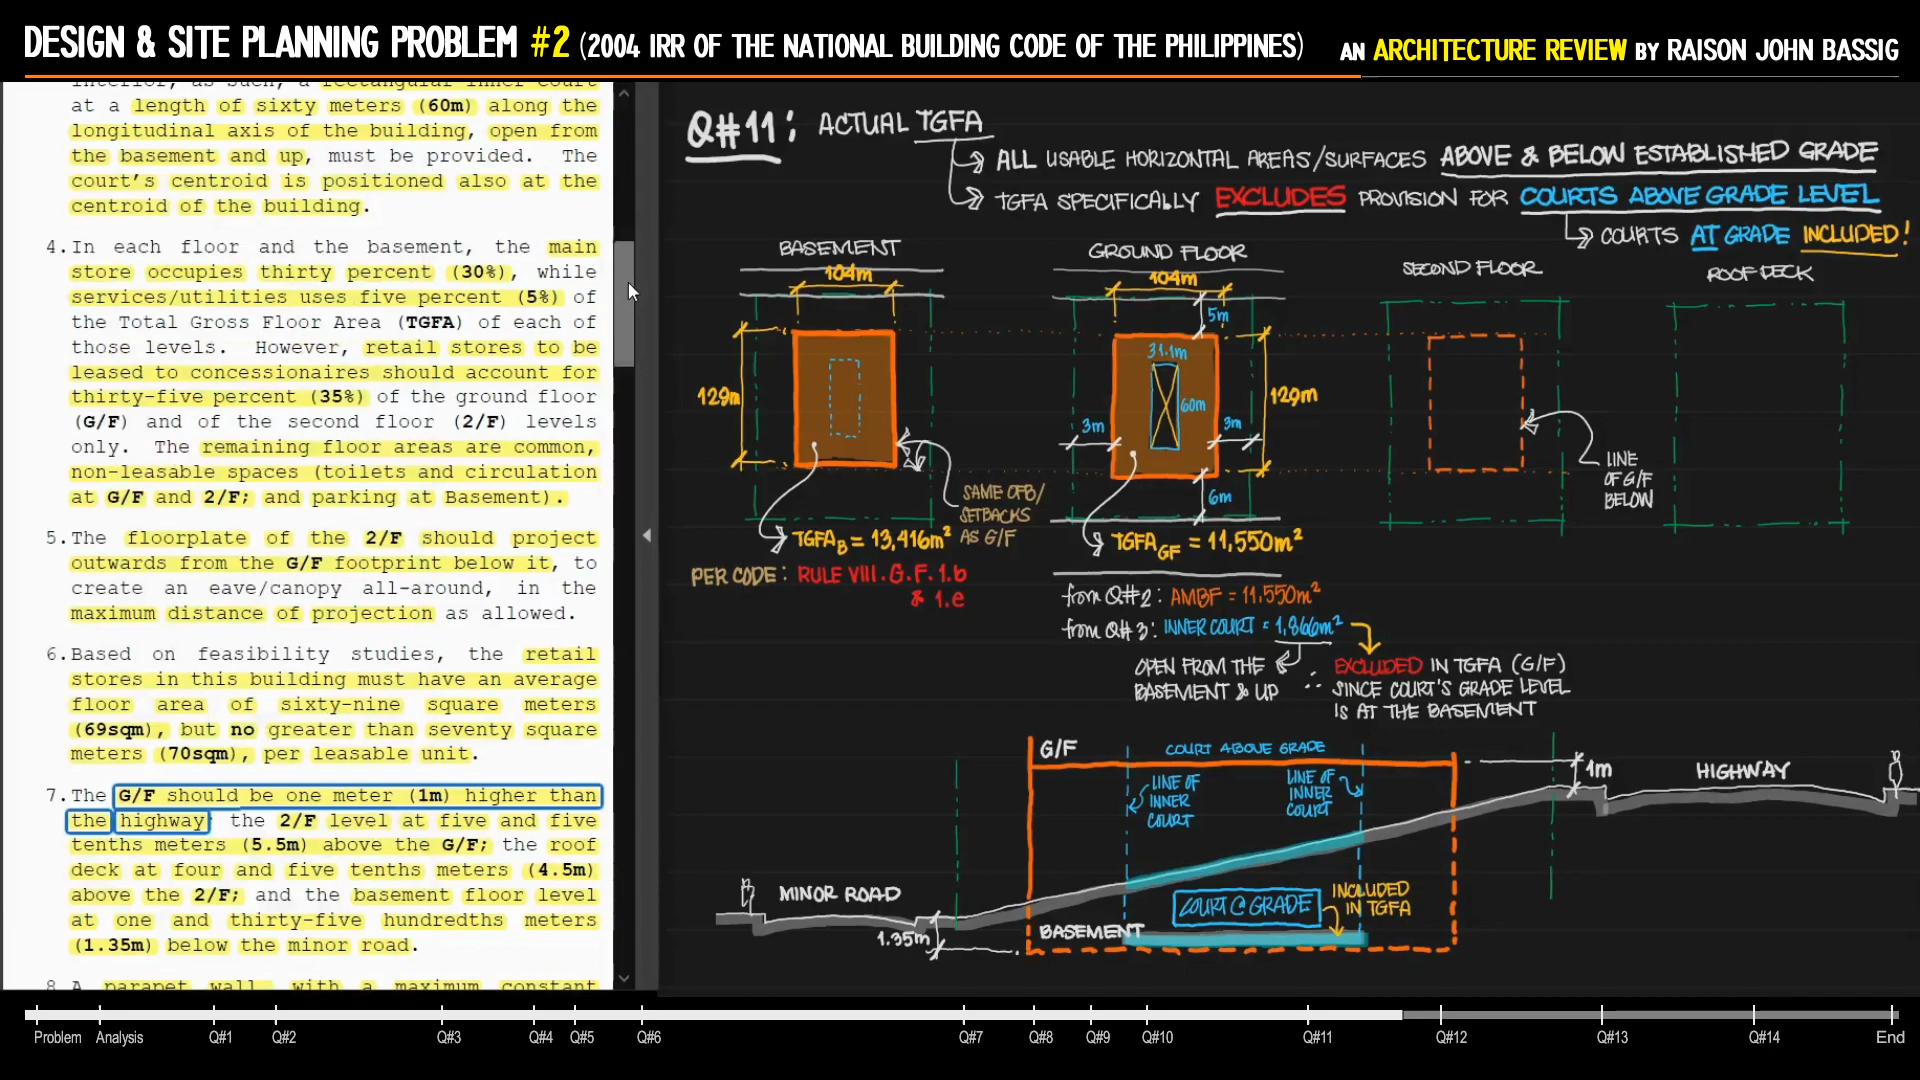 DESIGN & SITE PLANNING PROBLEM #2 (2004 IRR OF THE NATIONAL BUILDING CODE OF THE PHILIPPINES)
AN ARCHITECTURE REVIEW BY RAISON JOHN BASSIG
interior, as such, a rectangular inner court
at a length of sixty meters (60m) along the
longitudinal axis of the building, open from
the basement and up, must be provided. The
court's centroid is positioned also at the
centroid of the building.
4. In each floor and the basement, the main
store occupies thirty percent (30%), while
services/utilities uses five percent (5%) of
the Total Gross Floor Area (TGFA) of each of
those levels. However, retail stores to be
leased to concessionaires should account for
thirty-five percent (35%) of the ground floor
(G/F) and of the second floor (2/F) levels
only. The remaining floor areas are common,
non-leasable spaces (toilets and circulation
at G/F and 2/F; and parking at Basement).
5. The floorplate of the 2/F should project
outwards from the G/F footprint below it, to
create an eave/canopy all-around, in the
maximum distance of projection as allowed.
6. Based on feasibility studies, the retail
stores in this building must have an average
floor area of sixty-nine square meters
(69sqm), but no greater than seventy square
meters (70sqm), per leasable unit.
7. The G/F should be one meter (1m) higher than
the highway; the 2/F level at five and five
tenths meters (5.5m) above the G/F; the roof
deck at four and five tenths meters (4.5m)
above the 2/F; and the basement floor level
at one and thirty-five hundredths meters
(1.35m) below the minor road.
8. A parapet wall, with a maximum constant
Q#11: ACTUAL TGFA
ALL USABLE HORIZONTAL AREAS/SURFACES ABOVE & BELOW ESTABLISHED GRADE
TGFA SPECIFICALLY EXCLUDES PROVISION FOR COURTS ABOVE GRADE LEVEL
COURTS AT GRADE INCLUDED!
BASEMENT
104m
129m
SAME OFB/
SETBACKS
AS G/F
TGFAB = 13,416m²
PER CODE: RULE VIII.G.F.1.b
& 1.e
GROUND FLOOR
104m
5m
31.1m
60m
3m
3m
129m
6m
TGFAGF = 11,550m²
from Q#2: AMBF = 11,550m²
from Q#3: INNER COURT = 1,866m²
OPEN FROM THE
BASEMENT & UP
∴ EXCLUDED IN TGFA (G/F)
SINCE COURT'S GRADE LEVEL
IS AT THE BASEMENT
SECOND FLOOR
LINE
OF G/F
BELOW
ROOF DECK
G/F
COURT ABOVE GRADE
LINE OF
INNER
COURT
LINE OF
INNER
COURT
1m
HIGHWAY
MINOR ROAD
1.35m
BASEMENT
COURT @ GRADE
INCLUDED
IN TGFA
Problem
Analysis
Q#1
Q#2
Q#3
Q#4
Q#5
Q#6
Q#7
Q#8
Q#9
Q#10
Q#11
Q#12
Q#13
Q#14
End